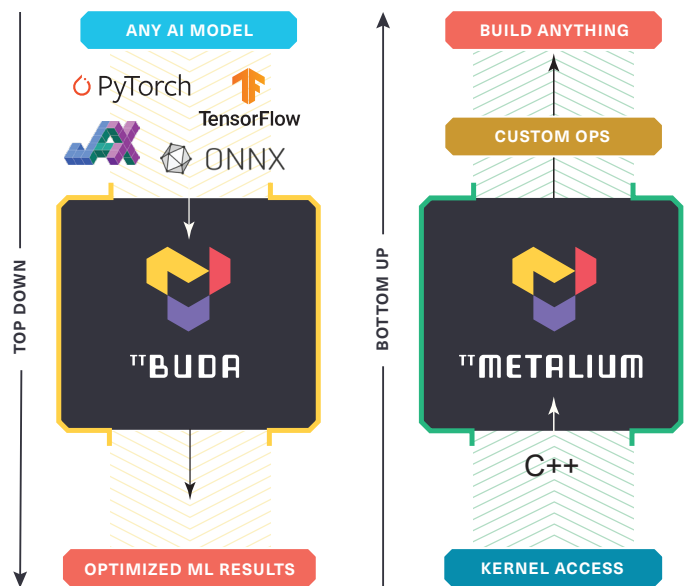 TOP DOWN
ANY AI MODEL
PyTorch
TensorFlow
JAX
ONNX
TT BUDA
OPTIMIZED ML RESULTS
BOTTOM UP
BUILD ANYTHING
CUSTOM OPS
TT METALIUM
C++
KERNEL ACCESS